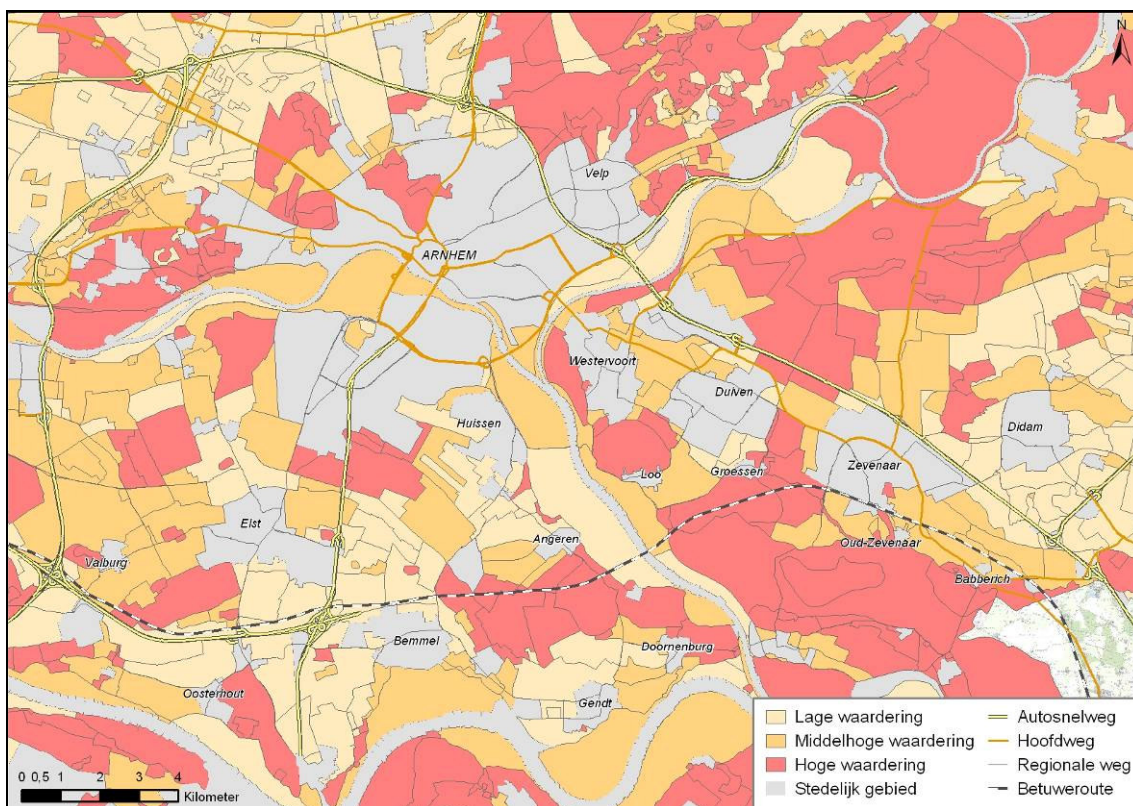 N
Velp
ARNHEM
Westervoort
Duiven
Huissen
Didam
Loo
Groessen
Zevenaar
Elst
Angeren
Oud-Zevenaar
Valburg
Babberich
Bemmel
Doornenburg
Oosterhout
Gendt
Lage waardering
Middelhoge waardering
Hoge waardering
Stedelijk gebied
Autosnelweg
Hoofdweg
Regionale weg
Betuweroute
0 0,5 1 2 3 4
Kilometer